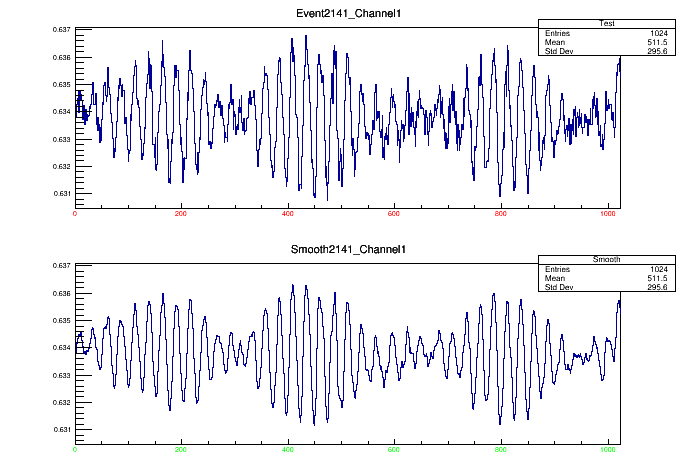 Event2141_Channel1
Test
Entries 1024
Mean 511.5
Std Dev 295.6
0.637
0.636
0.635
0.634
0.633
0.632
0.631
0 200 400 600 800 1000
Smooth2141_Channel1
Smooth
Entries 1024
Mean 511.5
Std Dev 295.6
0.637
0.636
0.635
0.634
0.633
0.632
0.631
0 200 400 600 800 1000